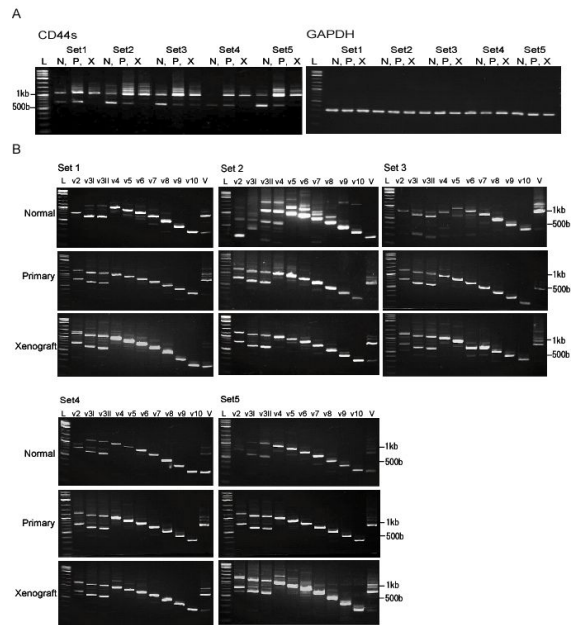 A
CD44s
GAPDH
Set1 Set2 Set3 Set4 Set5
Set1 Set2 Set3 Set4 Set5
L N, P, X N, P, X N, P, X N, P, X N, P, X
L N, P, X N, P, X N, P, X N, P, X N, P, X
1kb
500b
B
Set 1
Set 2
Set 3
L v2 v3I v3II v4 v5 v6 v7 v8 v9 v10 V
L v2 v3I v3II v4 v5 v6 v7 v8 v9 v10 V
L v2 v3I v3II v4 v5 v6 v7 v8 v9 v10 V
Normal
1kb
500b
Primary
1kb
500b
Xenograft
1kb
500b
Set4
Set5
L v2 v3I v3II v4 v5 v6 v7 v8 v9 v10 V
L v2 v3I v3II v4 v5 v6 v7 v8 v9 v10 V
Normal
1kb
500b
Primary
1kb
500b
Xenograft
1kb
500b